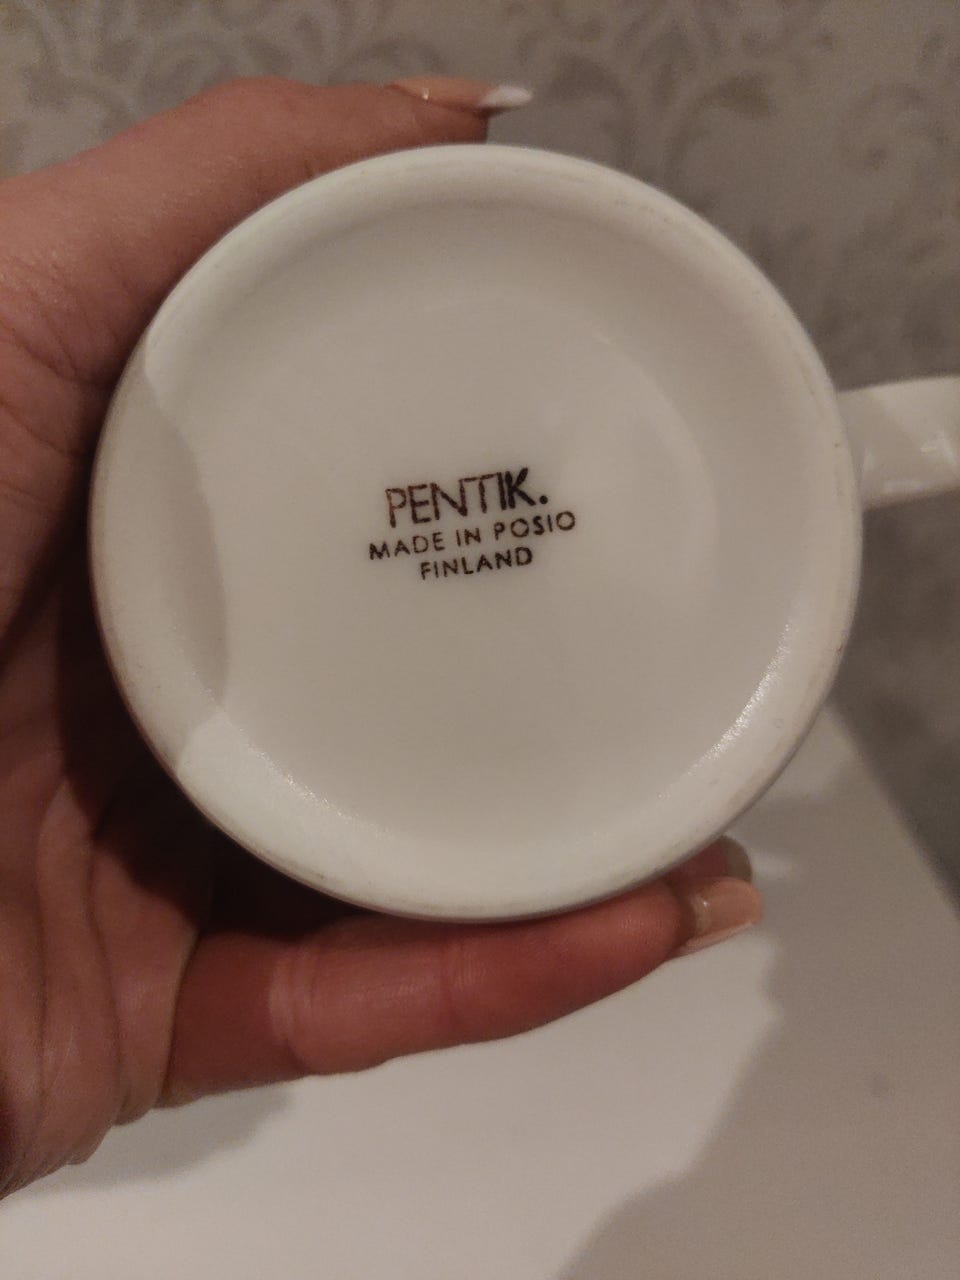 PENTIK.
MADE IN POSIO
FINLAND